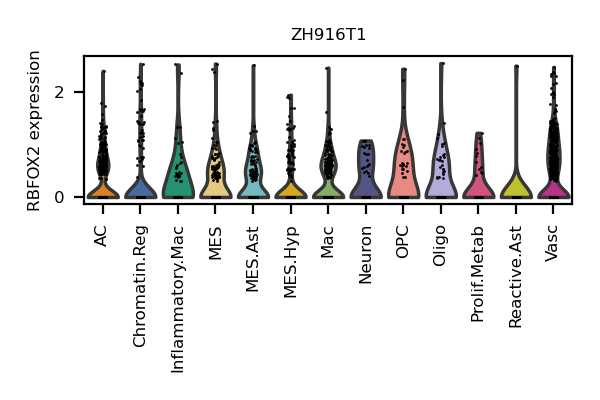 ZH916T1
RBFOX2 expression
2
0
AC
Chromatin.Reg
Inflammatory.Mac
MES
MES.Ast
MES.Hyp
Mac
Neuron
OPC
Oligo
Prolif.Metab
Reactive.Ast
Vasc